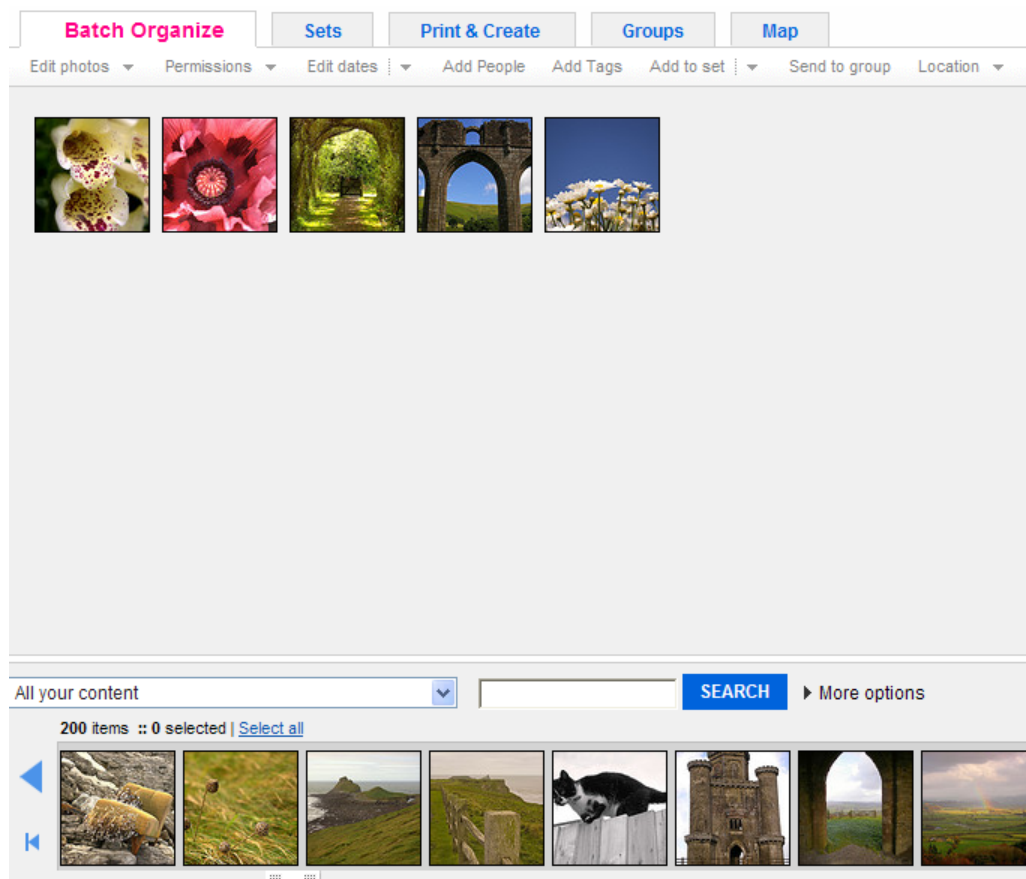 Batch Organize Sets Print & Create Groups Map
Edit photos Permissions Edit dates Add People Add Tags Add to set Send to group Location
All your content SEARCH More options
200 items :: 0 selected | Select all